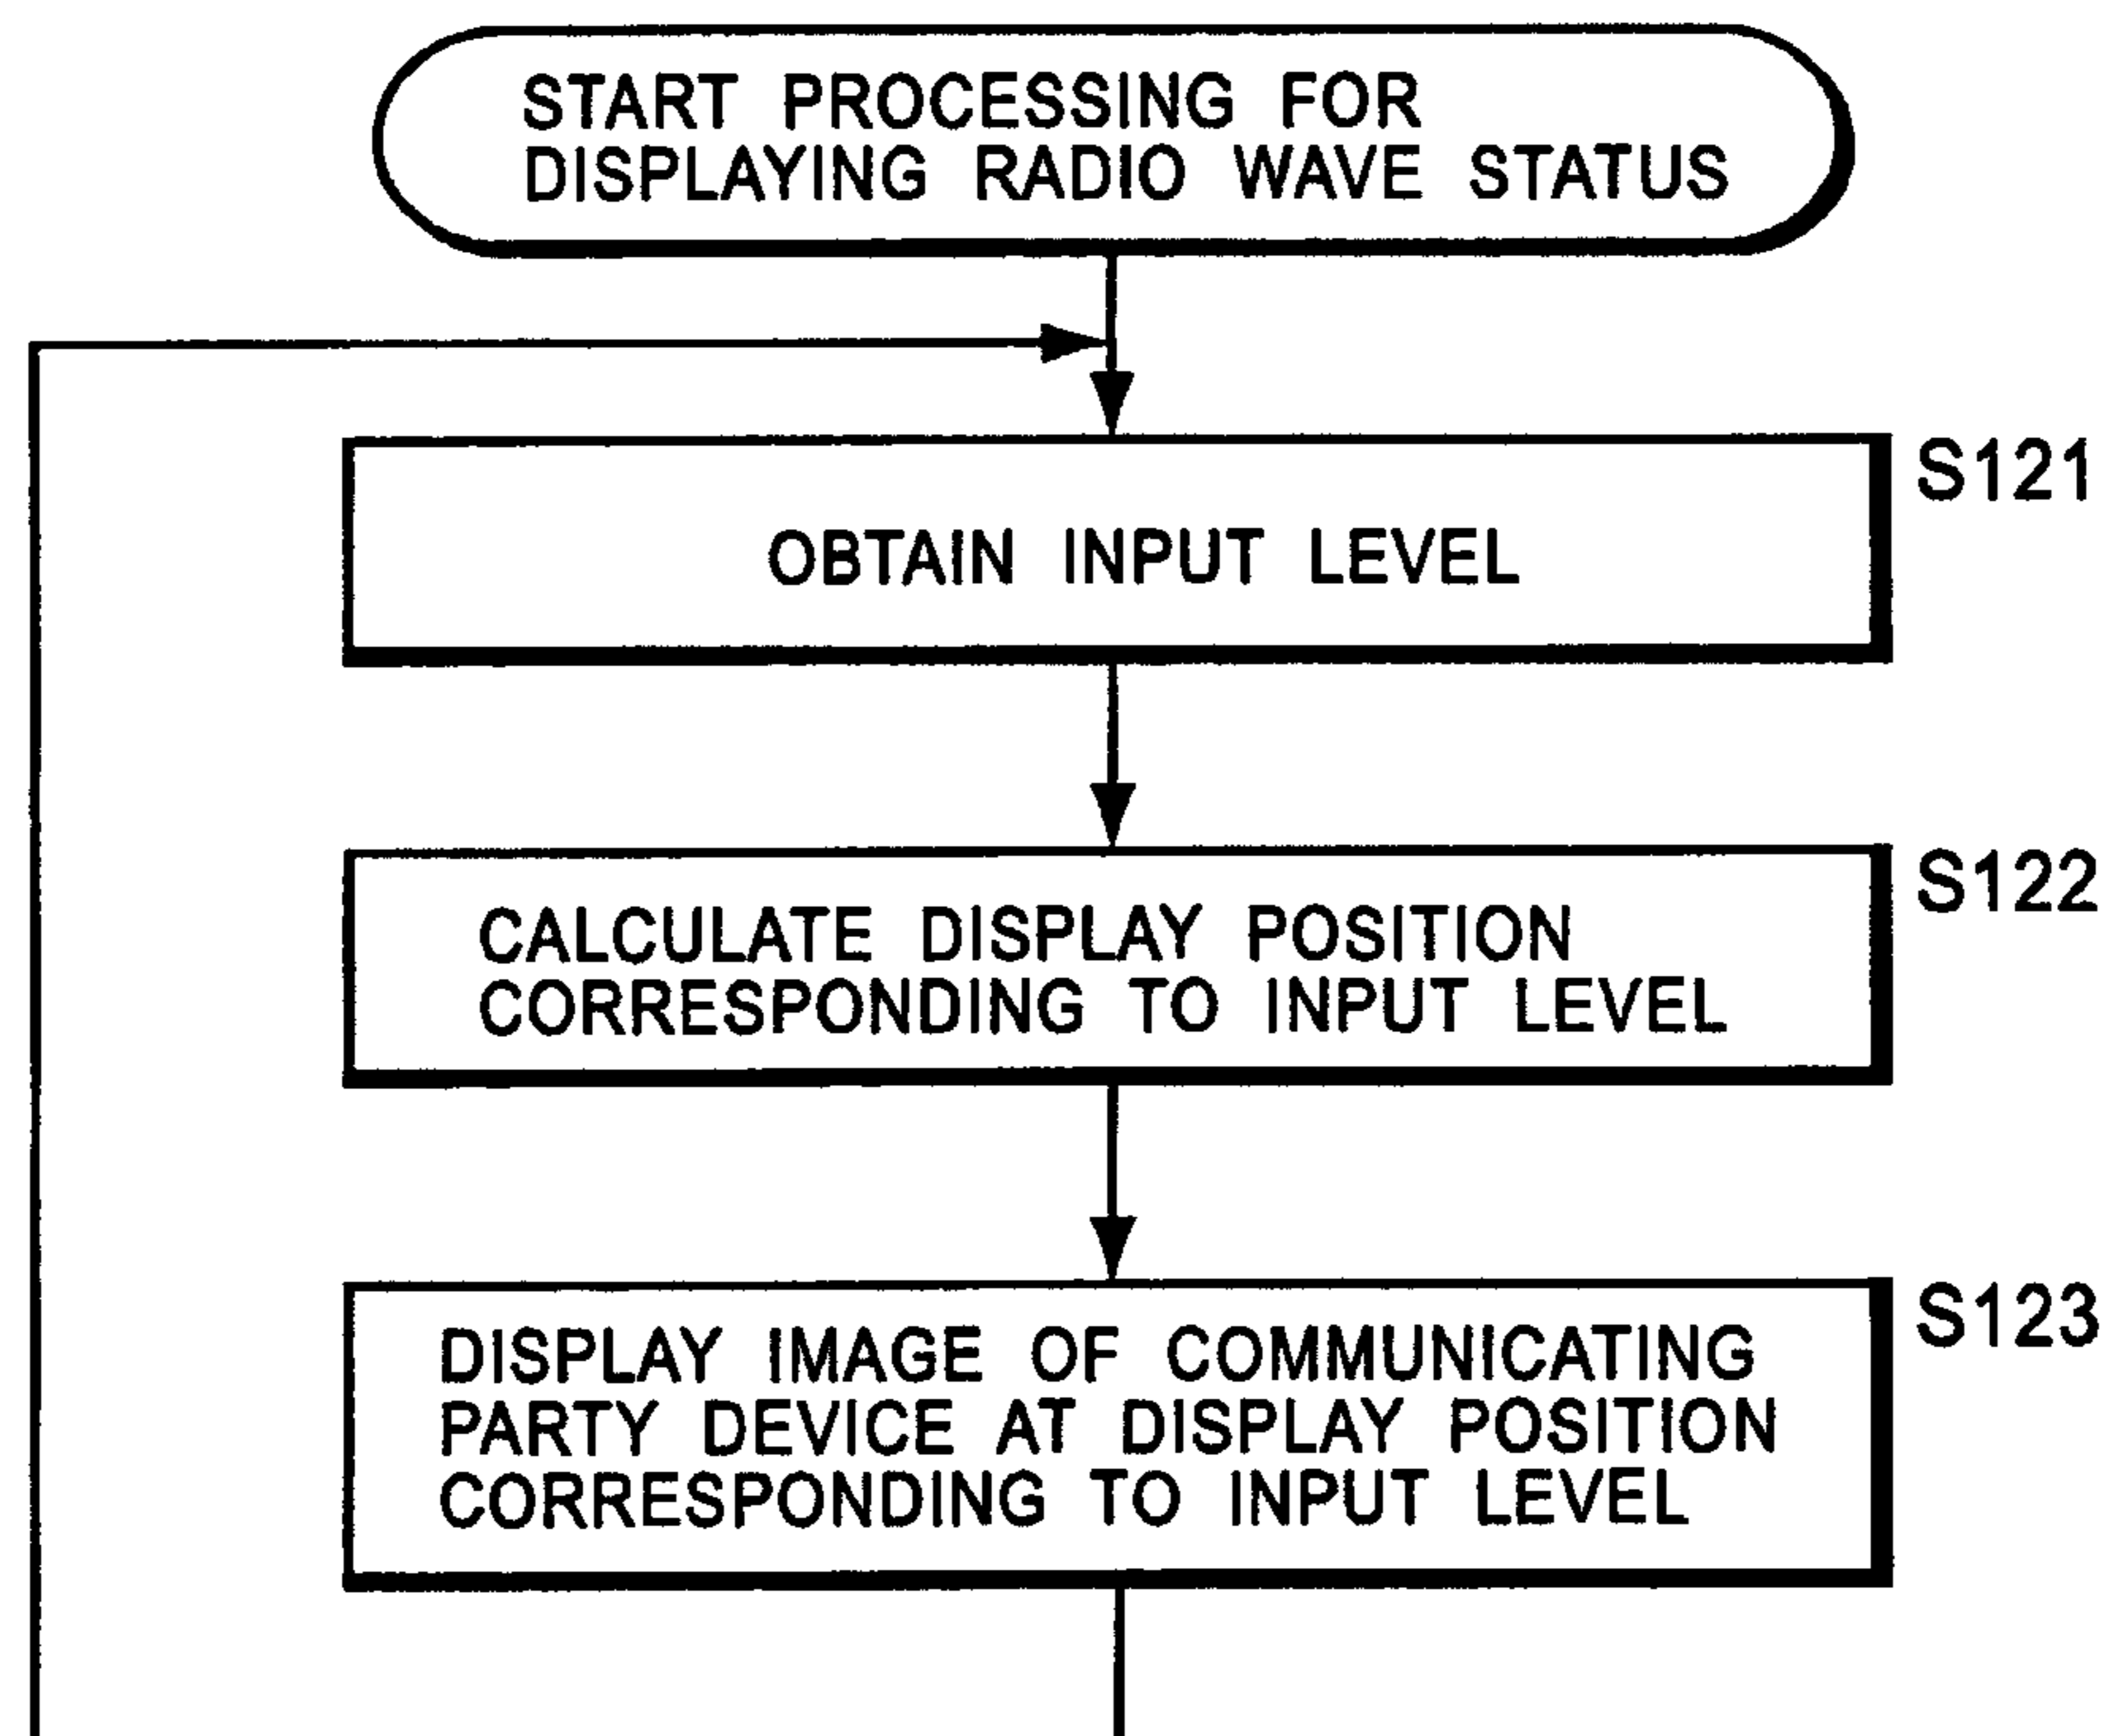 START PROCESSING FOR
DISPLAYING RADIO WAVE STATUS
S121
OBTAIN INPUT LEVEL
S122
CALCULATE DISPLAY POSITION
CORRESPONDING TO INPUT LEVEL
S123
DISPLAY IMAGE OF COMMUNICATING
PARTY DEVICE AT DISPLAY POSITION
CORRESPONDING TO INPUT LEVEL